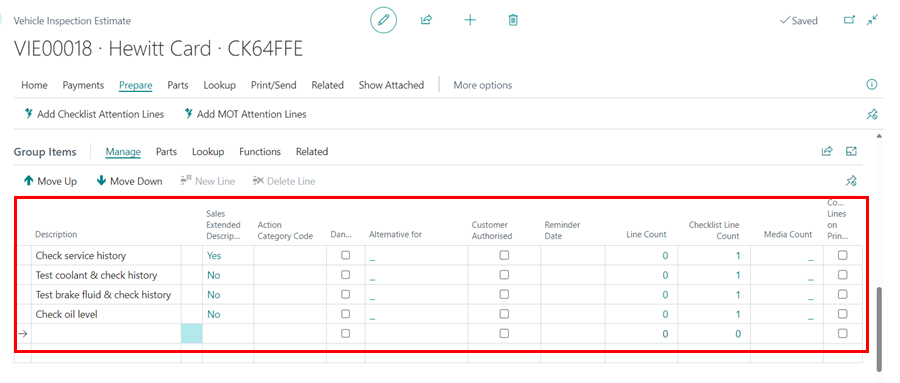 Vehicle Inspection Estimate
Saved
VIE00018 · Hewitt Card · CK64FFE
Home Payments Prepare Parts Lookup Print/Send Related Show Attached More options
Add Checklist Attention Lines Add MOT Attention Lines
Group Items Manage Parts Lookup Functions Related
Move Up Move Down New Line Delete Line
Description
Sales
Extended
Descrip...
Action
Category Code
Dan...
Alternative for
Customer
Authorised
Reminder
Date
Line Count
Checklist Line
Count
Media Count
Co...
Lines
on
Prin...
Check service history Yes _ 0 1 _
Test coolant & check history No _ 0 1 _
Test brake fluid & check history No _ 0 1 _
Check oil level No _ 0 1 _
0 0